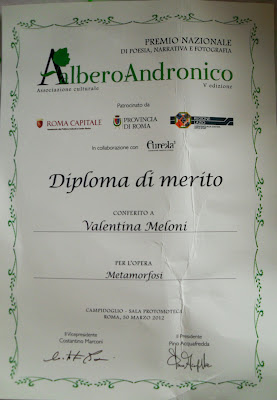 PREMIO NAZIONALE
DI POESIA, NARRATIVA E FOTOGRAFIA
AlberoAndronico
Associazione culturale
V edizione
Patrocinato da
ROMA CAPITALE
PROVINCIA
DI ROMA
In collaborazione con
Diploma di merito
CONFERITO A
Valentina Meloni
PER L'OPERA
Metamorfosi
CAMPIDOGLIO - SALA PROTOMOTECA
ROMA, 20 MARZO 2012
Il Vicepresidente
Costantino Marconi
Il Presidente
Pino Acquafredda